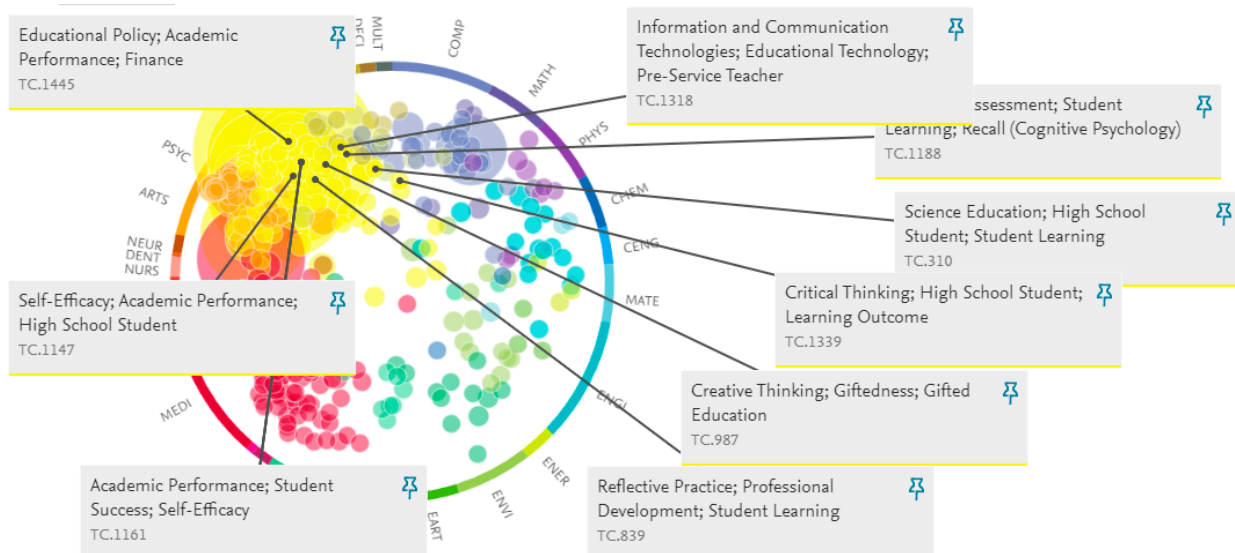 Educational Policy; Academic
Performance; Finance
TC.1445
MULT
COMP
MATH
PHYS
CHEM
CENG
MATE
ENGI
ENER
ENVI
EART
MEDI
NURS
DENT
NEUR
ARTS
PSYC
Information and Communication
Technologies; Educational Technology;
Pre-Service Teacher
TC.1318
Assessment; Student
Learning; Recall (Cognitive Psychology)
TC.1188
Science Education; High School
Student; Student Learning
TC.310
Critical Thinking; High School Student;
Learning Outcome
TC.1339
Creative Thinking; Giftedness; Gifted
Education
TC.987
Reflective Practice; Professional
Development; Student Learning
TC.839
Self-Efficacy; Academic Performance;
High School Student
TC.1147
Academic Performance; Student
Success; Self-Efficacy
TC.1161